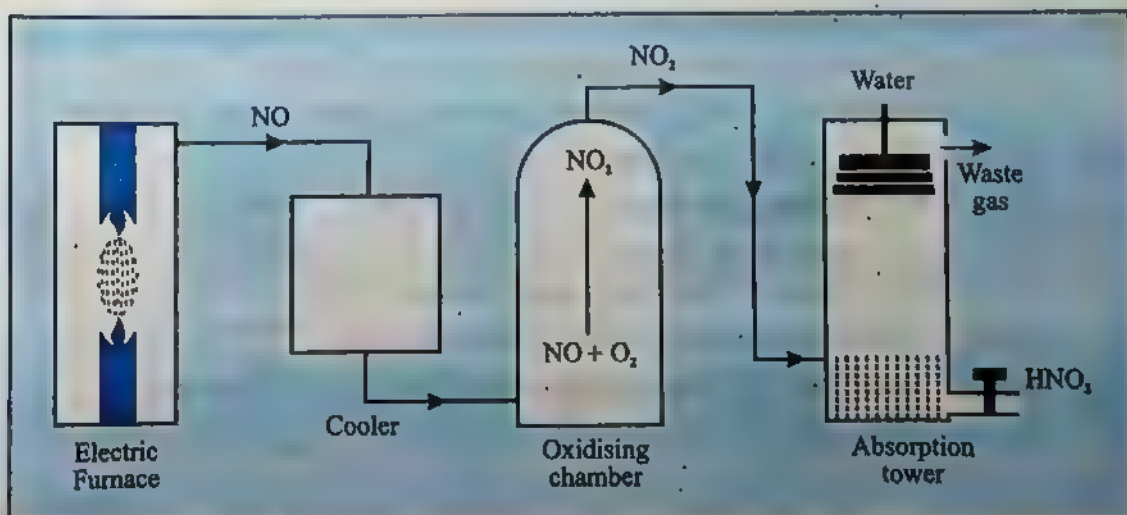 NO
NO₂
Water
Waste
gas
NO₂
NO + O₂
HNO₃
Cooler
Electric
Furnace
Oxidising
chamber
Absorption
tower